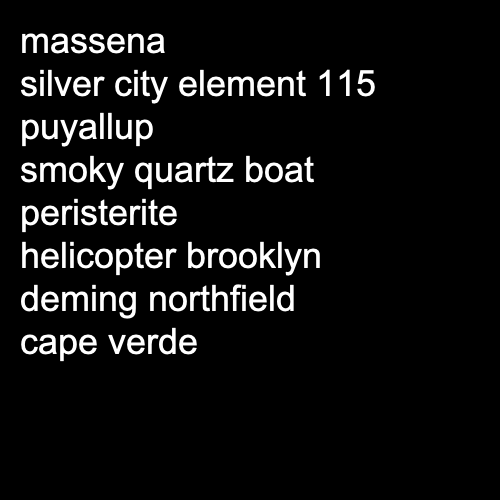 massena
silver city element 115
puyallup
smoky quartz boat
peristerite
helicopter brooklyn
deming northfield
cape verde